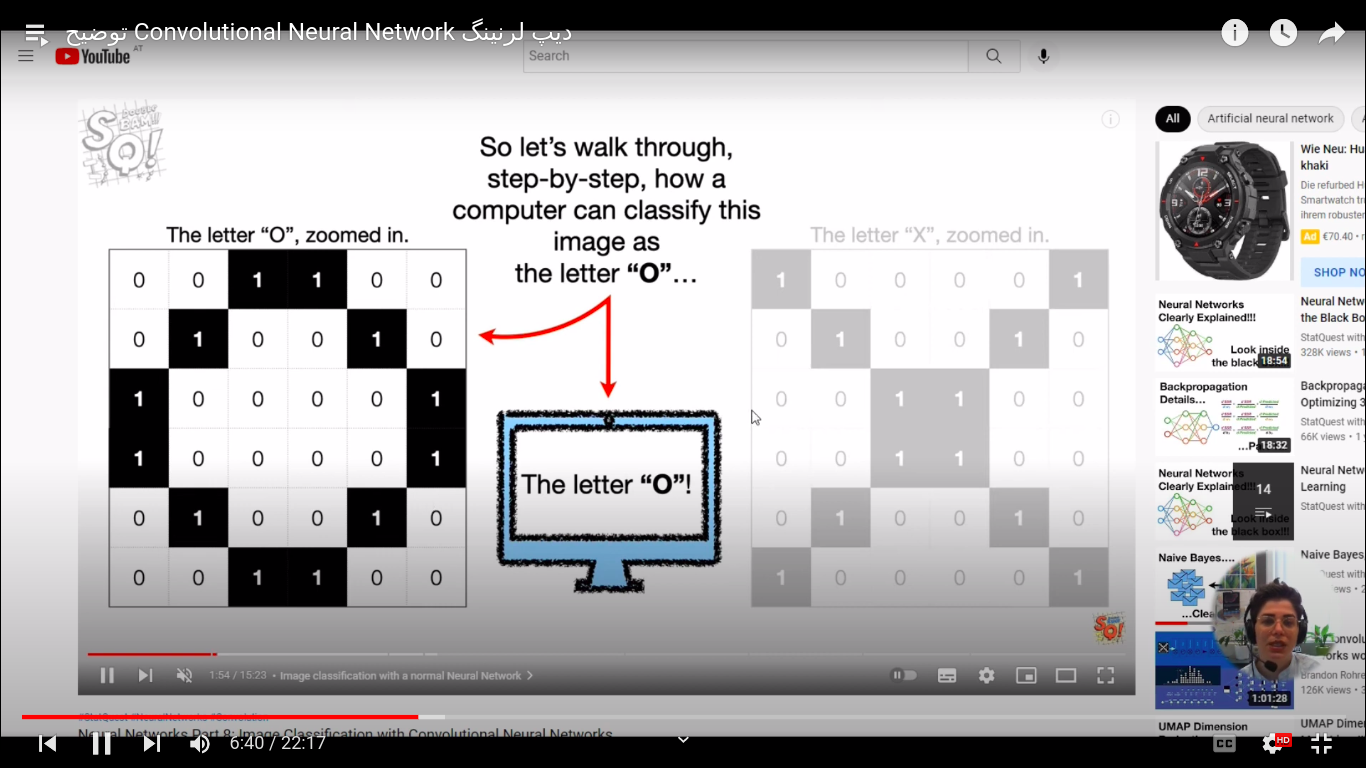 توضیح Convolutional Neural Network دیپ لرنینگ
YouTube AT
Search
All
Artificial neural network
So let's walk through,
step-by-step, how a
computer can classify this
image as
the letter “O”…
The letter “O”, zoomed in.
0 0 1 1 0 0
0 1 0 0 1 0
1 0 0 0 0 1
1 0 0 0 0 1
0 1 0 0 1 0
0 0 1 1 0 0
The letter “O”!
The letter “X”, zoomed in.
1 0 0 0 0 1
0 1 0 0 1 0
0 0 1 1 0 0
0 0 1 1 0 0
0 1 0 0 1 0
1 0 0 0 0 1
SQ!
1:54 / 15:23 • Image classification with a normal Neural Network
Wie Neu: Hu
khaki
Die refurbed H
Smartwatch tr
ihrem robuster
Ad €70.40 •
SHOP NO
Neural Networks
Clearly Explained!!!
Look inside
the black
18:54
Neural Netw
the Black Bo
StatQuest with
328K views •
Backpropagation
Details...
18:32
Backpropaga
Optimizing 3
StatQuest with
66K views •
Neural Networks
Clearly Explained!!!
Look inside
the black box!!!
14
Neural Netw
Learning
StatQuest with
Naive Bayes....
...Clea
Naive Bayes
Quest with
1:01:28
Brandon Rohre
126K views •
UMAP Dimension
UMAP Dime
#StatQuest #NeuralNetworks #Convolution
Neural Networks Part 8: Image Classification with Convolutional Neural Networks
6:40 / 22:17
CC
HD